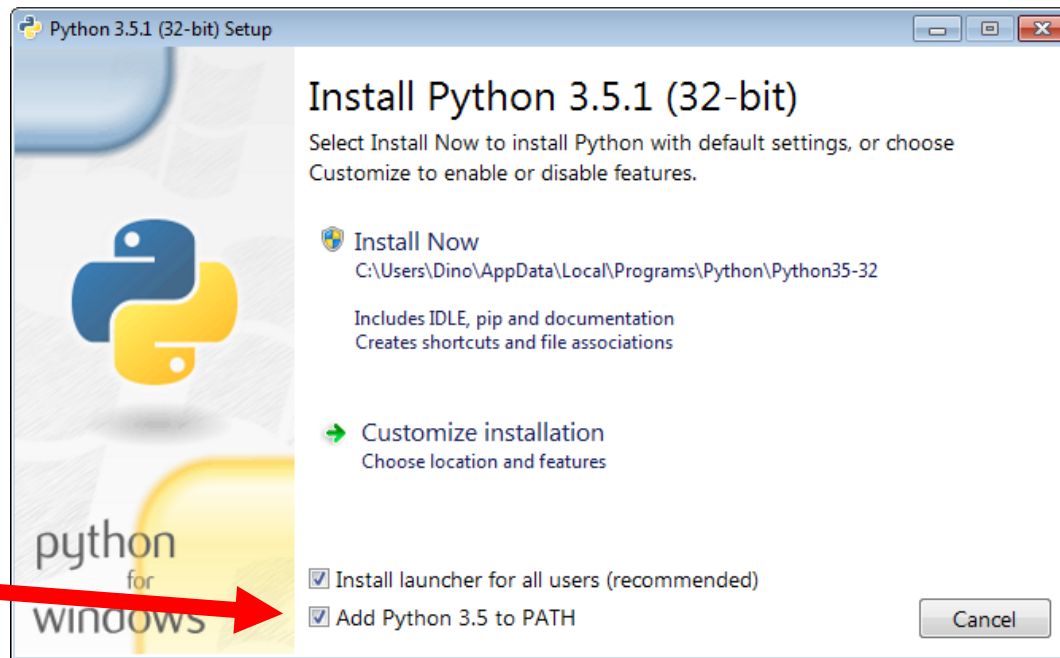 Python 3.5.1 (32-bit) Setup
Install Python 3.5.1 (32-bit)
Select Install Now to install Python with default settings, or choose
Customize to enable or disable features.
Install Now
C:\Users\Dino\AppData\Local\Programs\Python\Python35-32
Includes IDLE, pip and documentation
Creates shortcuts and file associations
Customize installation
Choose location and features
python
for
windows
Install launcher for all users (recommended)
Add Python 3.5 to PATH
Cancel